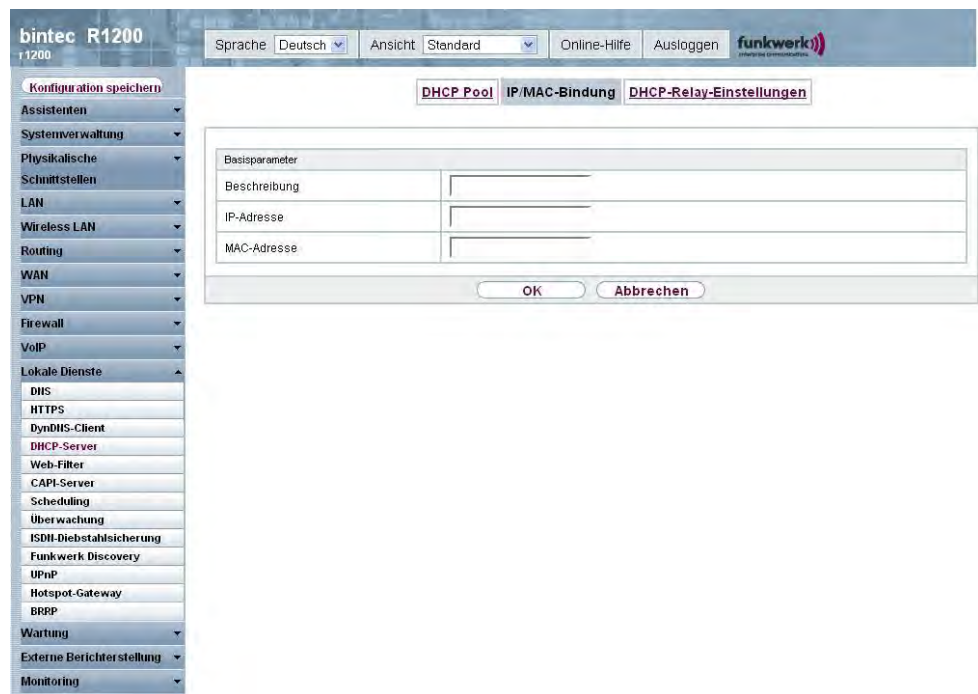 bintec R1200
r1200
Sprache Deutsch Ansicht Standard Online-Hilfe Ausloggen funkwerk
Konfiguration speichern
DHCP Pool IP/MAC-Bindung DHCP-Relay-Einstellungen
Assistenten
Systemverwaltung
Physikalische
Schnittstellen
LAN
Wireless LAN
Routing
WAN
VPN
Firewall
VoIP
Lokale Dienste
DNS
HTTPS
DynDNS-Client
DHCP-Server
Web-Filter
CAPI-Server
Scheduling
Überwachung
ISDN-Diebstahlsicherung
Funkwerk Discovery
UPnP
Hotspot-Gateway
BRRP
Wartung
Externe Berichterstellung
Monitoring
Basisparameter
Beschreibung
IP-Adresse
MAC-Adresse
OK Abbrechen